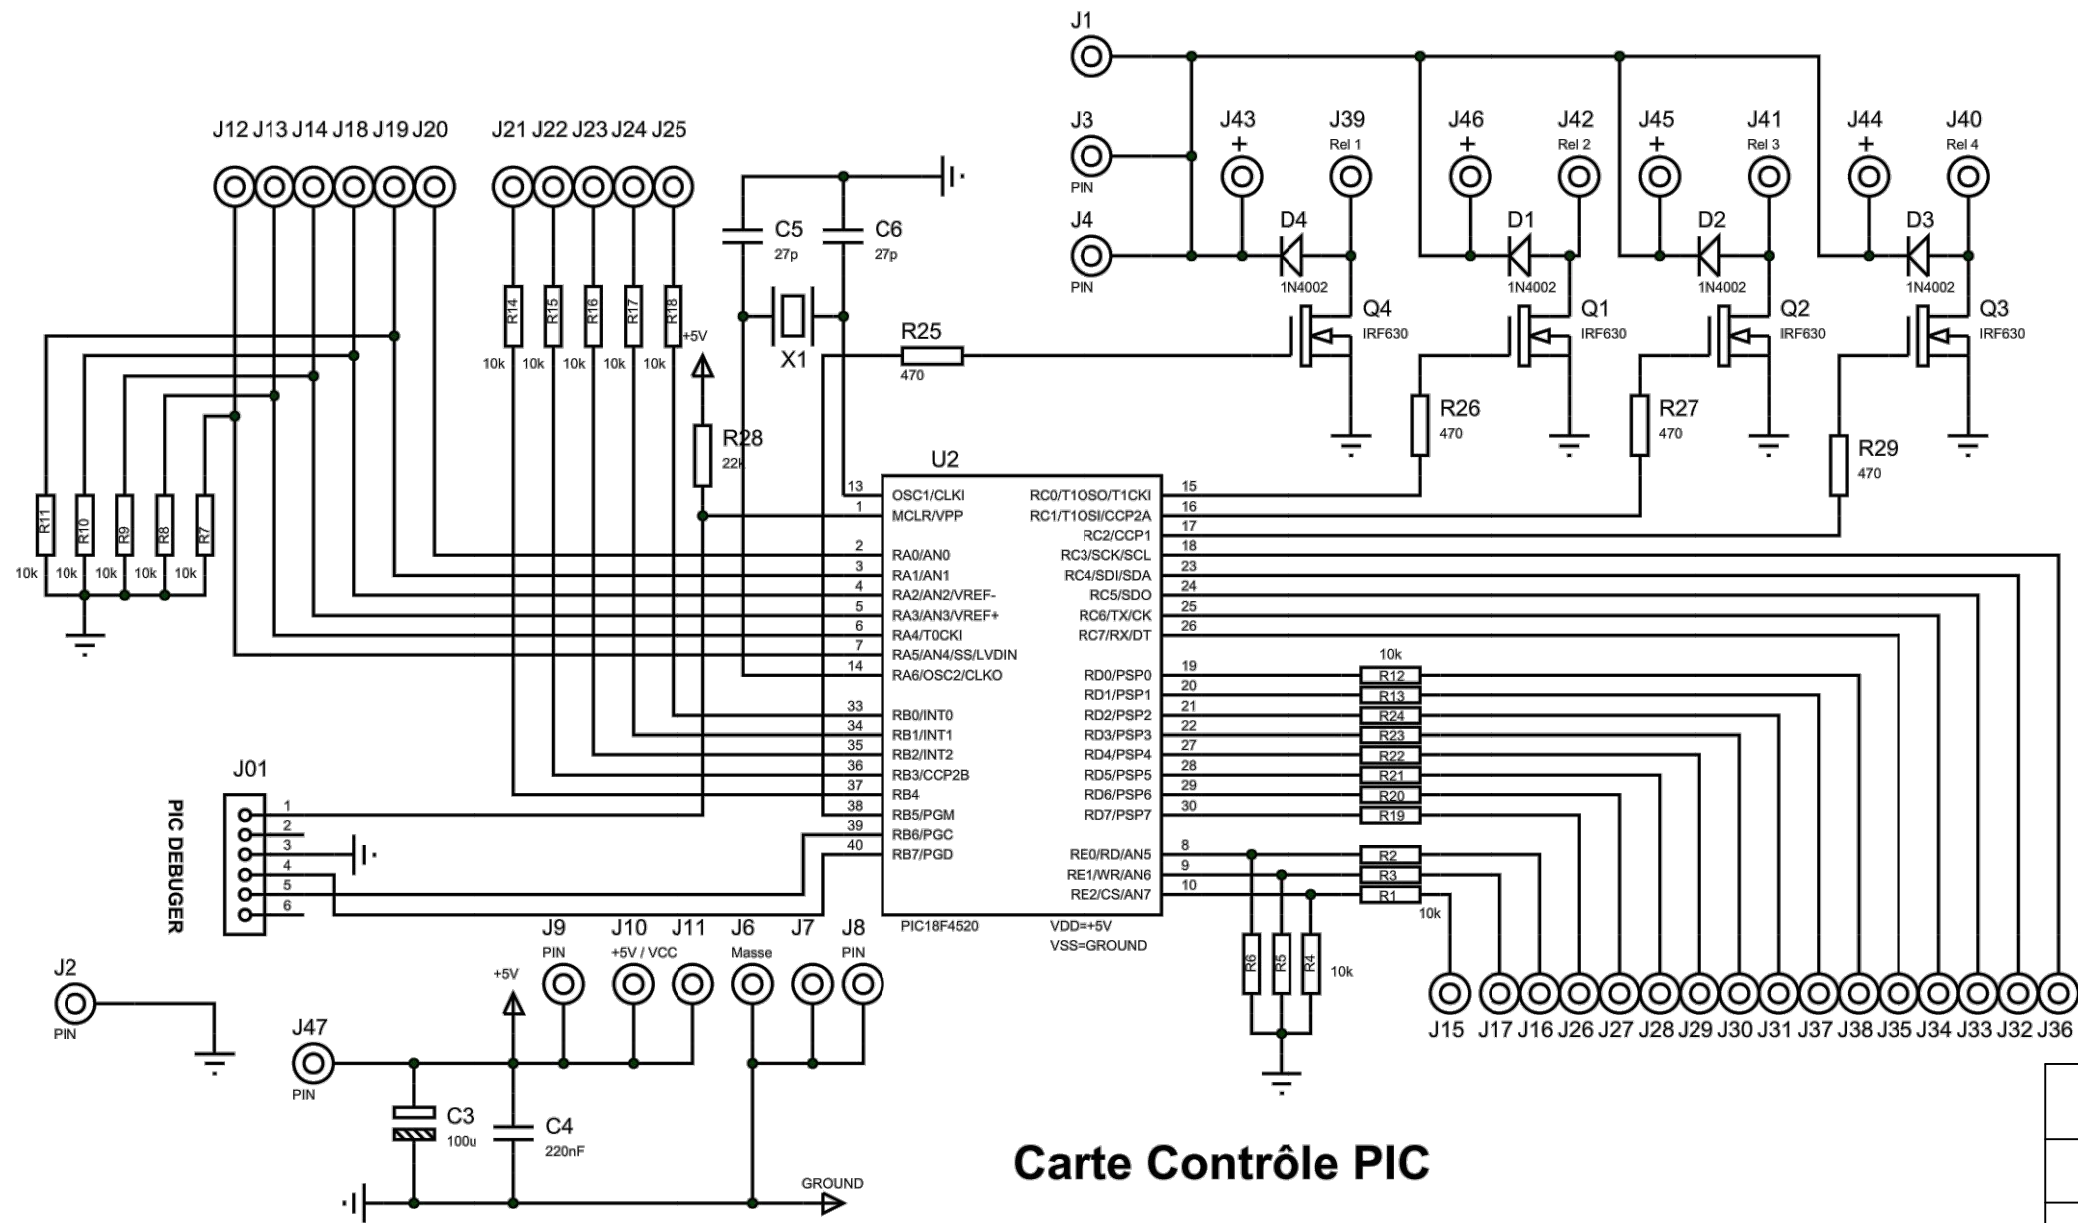 J1
J12 J13 J14 J18 J19 J20
J21 J22 J23 J24 J25
J3
PIN
J4
PIN
J43
+
J39
Rel 1
J46
+
J42
Rel 2
J45
+
J41
Rel 3
J44
+
J40
Rel 4
C5
27p
C6
27p
D4
1N4002
D1
1N4002
D2
1N4002
D3
1N4002
R14
R15
R16
R17
R18
10k 10k 10k 10k 10k
+5V
X1
R25
470
Q4
IRF630
Q1
IRF630
Q2
IRF630
Q3
IRF630
R28
22k
R26
470
R27
470
R29
470
R11
R10
R9
R8
R7
10k 10k 10k 10k 10k
U2
13 OSC1/CLKI
1 MCLR/VPP
2 RA0/AN0
3 RA1/AN1
4 RA2/AN2/VREF-
5 RA3/AN3/VREF+
6 RA4/T0CKI
7 RA5/AN4/SS/LVDIN
14 RA6/OSC2/CLKO
33 RB0/INT0
34 RB1/INT1
35 RB2/INT2
36 RB3/CCP2B
37 RB4
38 RB5/PGM
39 RB6/PGC
40 RB7/PGD
RC0/T1OSO/T1CKI 15
RC1/T1OSI/CCP2A 16
RC2/CCP1 17
RC3/SCK/SCL 18
RC4/SDI/SDA 23
RC5/SDO 24
RC6/TX/CK 25
RC7/RX/DT 26
10k
RD0/PSP0 19 R12
RD1/PSP1 20 R13
RD2/PSP2 21 R24
RD3/PSP3 22 R23
RD4/PSP4 27 R22
RD5/PSP5 28 R21
RD6/PSP6 29 R20
RD7/PSP7 30 R19
RE0/RD/AN5 8 R2
RE1/WR/AN6 9 R3
RE2/CS/AN7 10 R1
10k
PIC18F4520
VDD=+5V
VSS=GROUND
R6
R5
R4
10k
J01
PIC DEBUGER
1
2
3
4
5
6
J2
PIN
J47
PIN
+5V
J9
PIN
J10
+5V / VCC
J11
J6
Masse
J7
J8
PIN
C3
100u
C4
220nF
GROUND
J15 J17 J16 J26 J27 J28 J29 J30 J31 J37 J38 J35 J34 J33 J32 J36
Carte Contrôle PIC